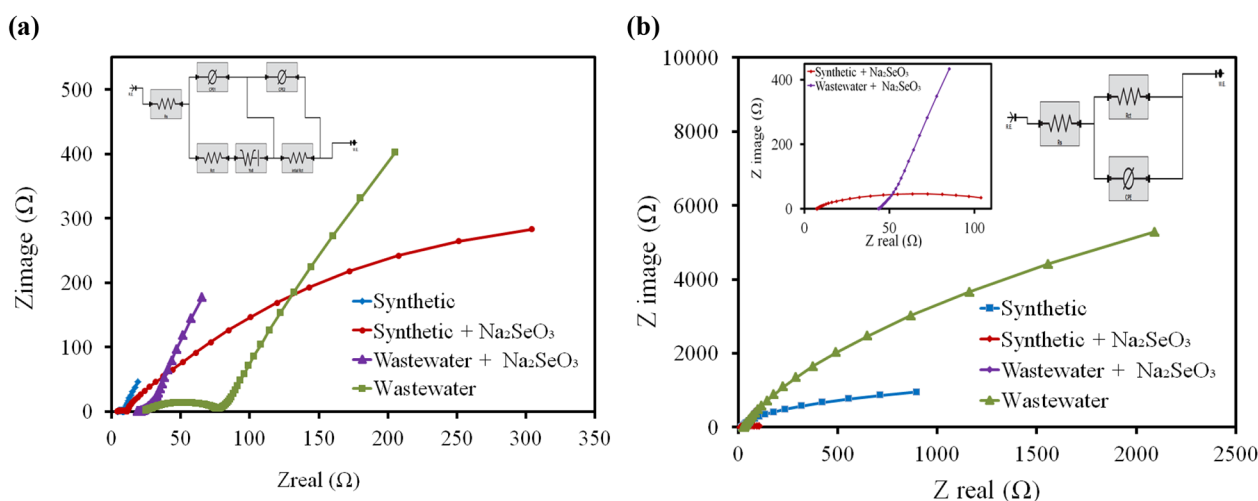 (a)
500
400
300
200
100
0
Zimage (Ω)
0 50 100 150 200 250 300 350
Zreal (Ω)
Synthetic
Synthetic + Na₂SeO₃
Wastewater + Na₂SeO₃
Wastewater
(b)
10000
8000
6000
4000
2000
0
Z image (Ω)
0 500 1000 1500 2000 2500
Z real (Ω)
Synthetic + Na₂SeO₃
Wastewater + Na₂SeO₃
400
200
0
Z image (Ω)
0 50 100
Z real (Ω)
R.E.
Rs
Rct
CPE
W.E.
Synthetic
Synthetic + Na₂SeO₃
Wastewater + Na₂SeO₃
Wastewater